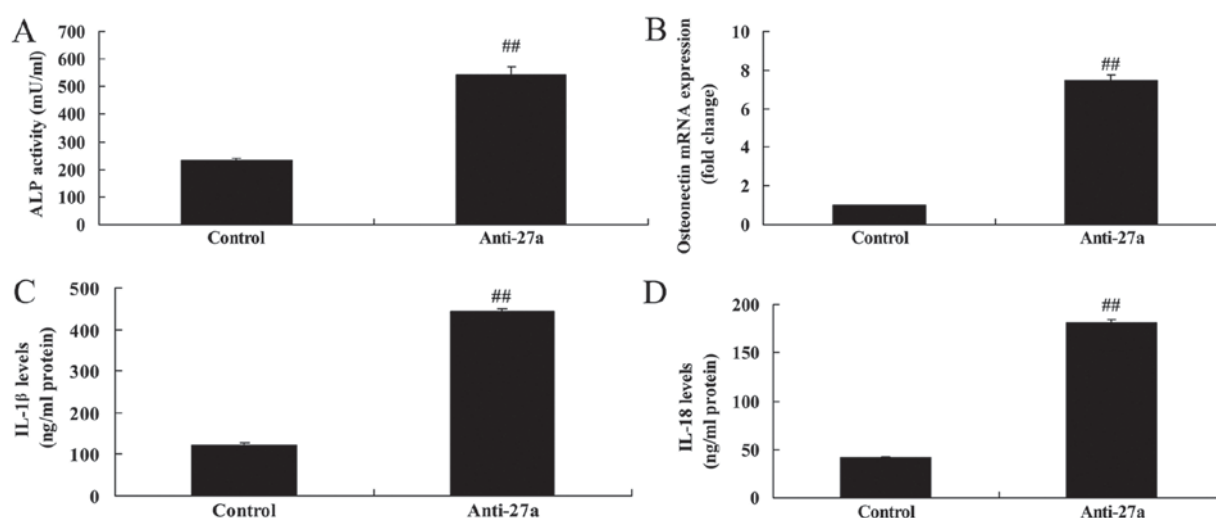 A
ALP activity (mU/ml)
700
600
500
400
300
200
100
0
##
Control
Anti-27a
B
Osteonectin mRNA expression
(fold change)
10
8
6
4
2
0
##
Control
Anti-27a
C
IL-1β levels
(ng/ml protein)
500
400
300
200
100
0
##
Control
Anti-27a
D
IL-18 levels
(ng/ml protein)
200
150
100
50
0
##
Control
Anti-27a